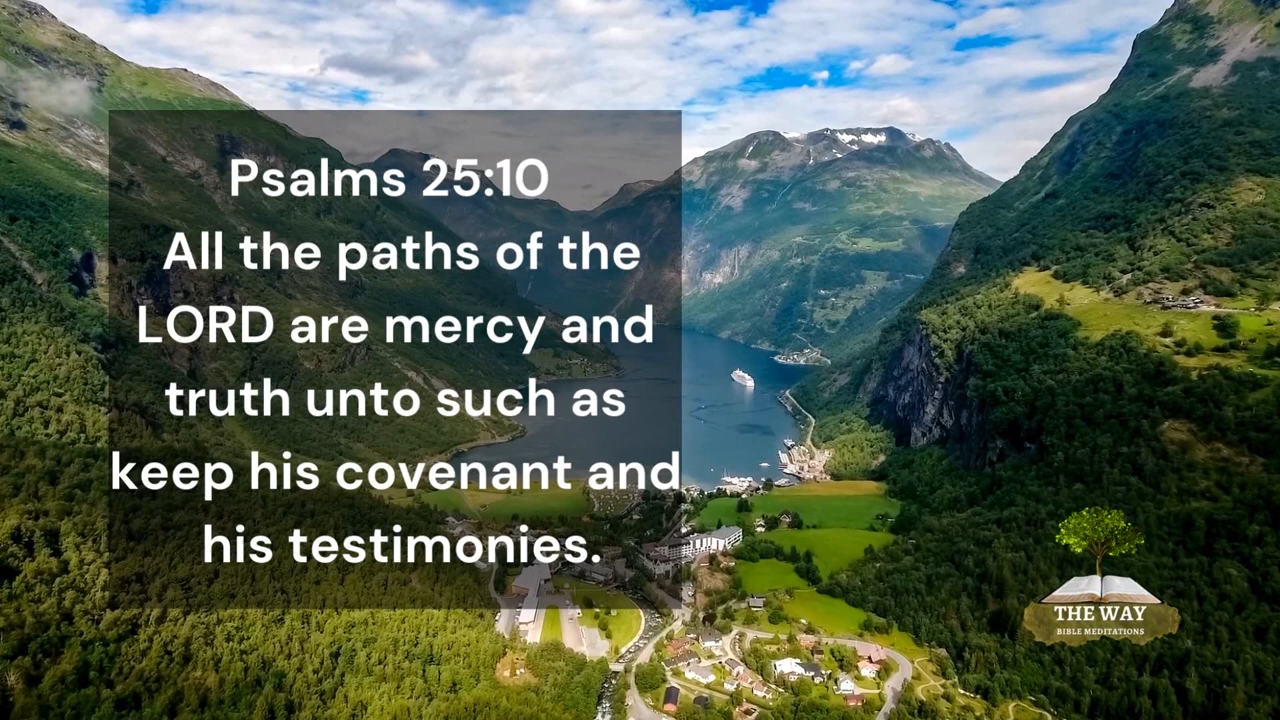 Psalms 25:10
All the paths of the
LORD are mercy and
truth unto such as
keep his covenant and
his testimonies.
THE WAY
BIBLE MEDITATIONS